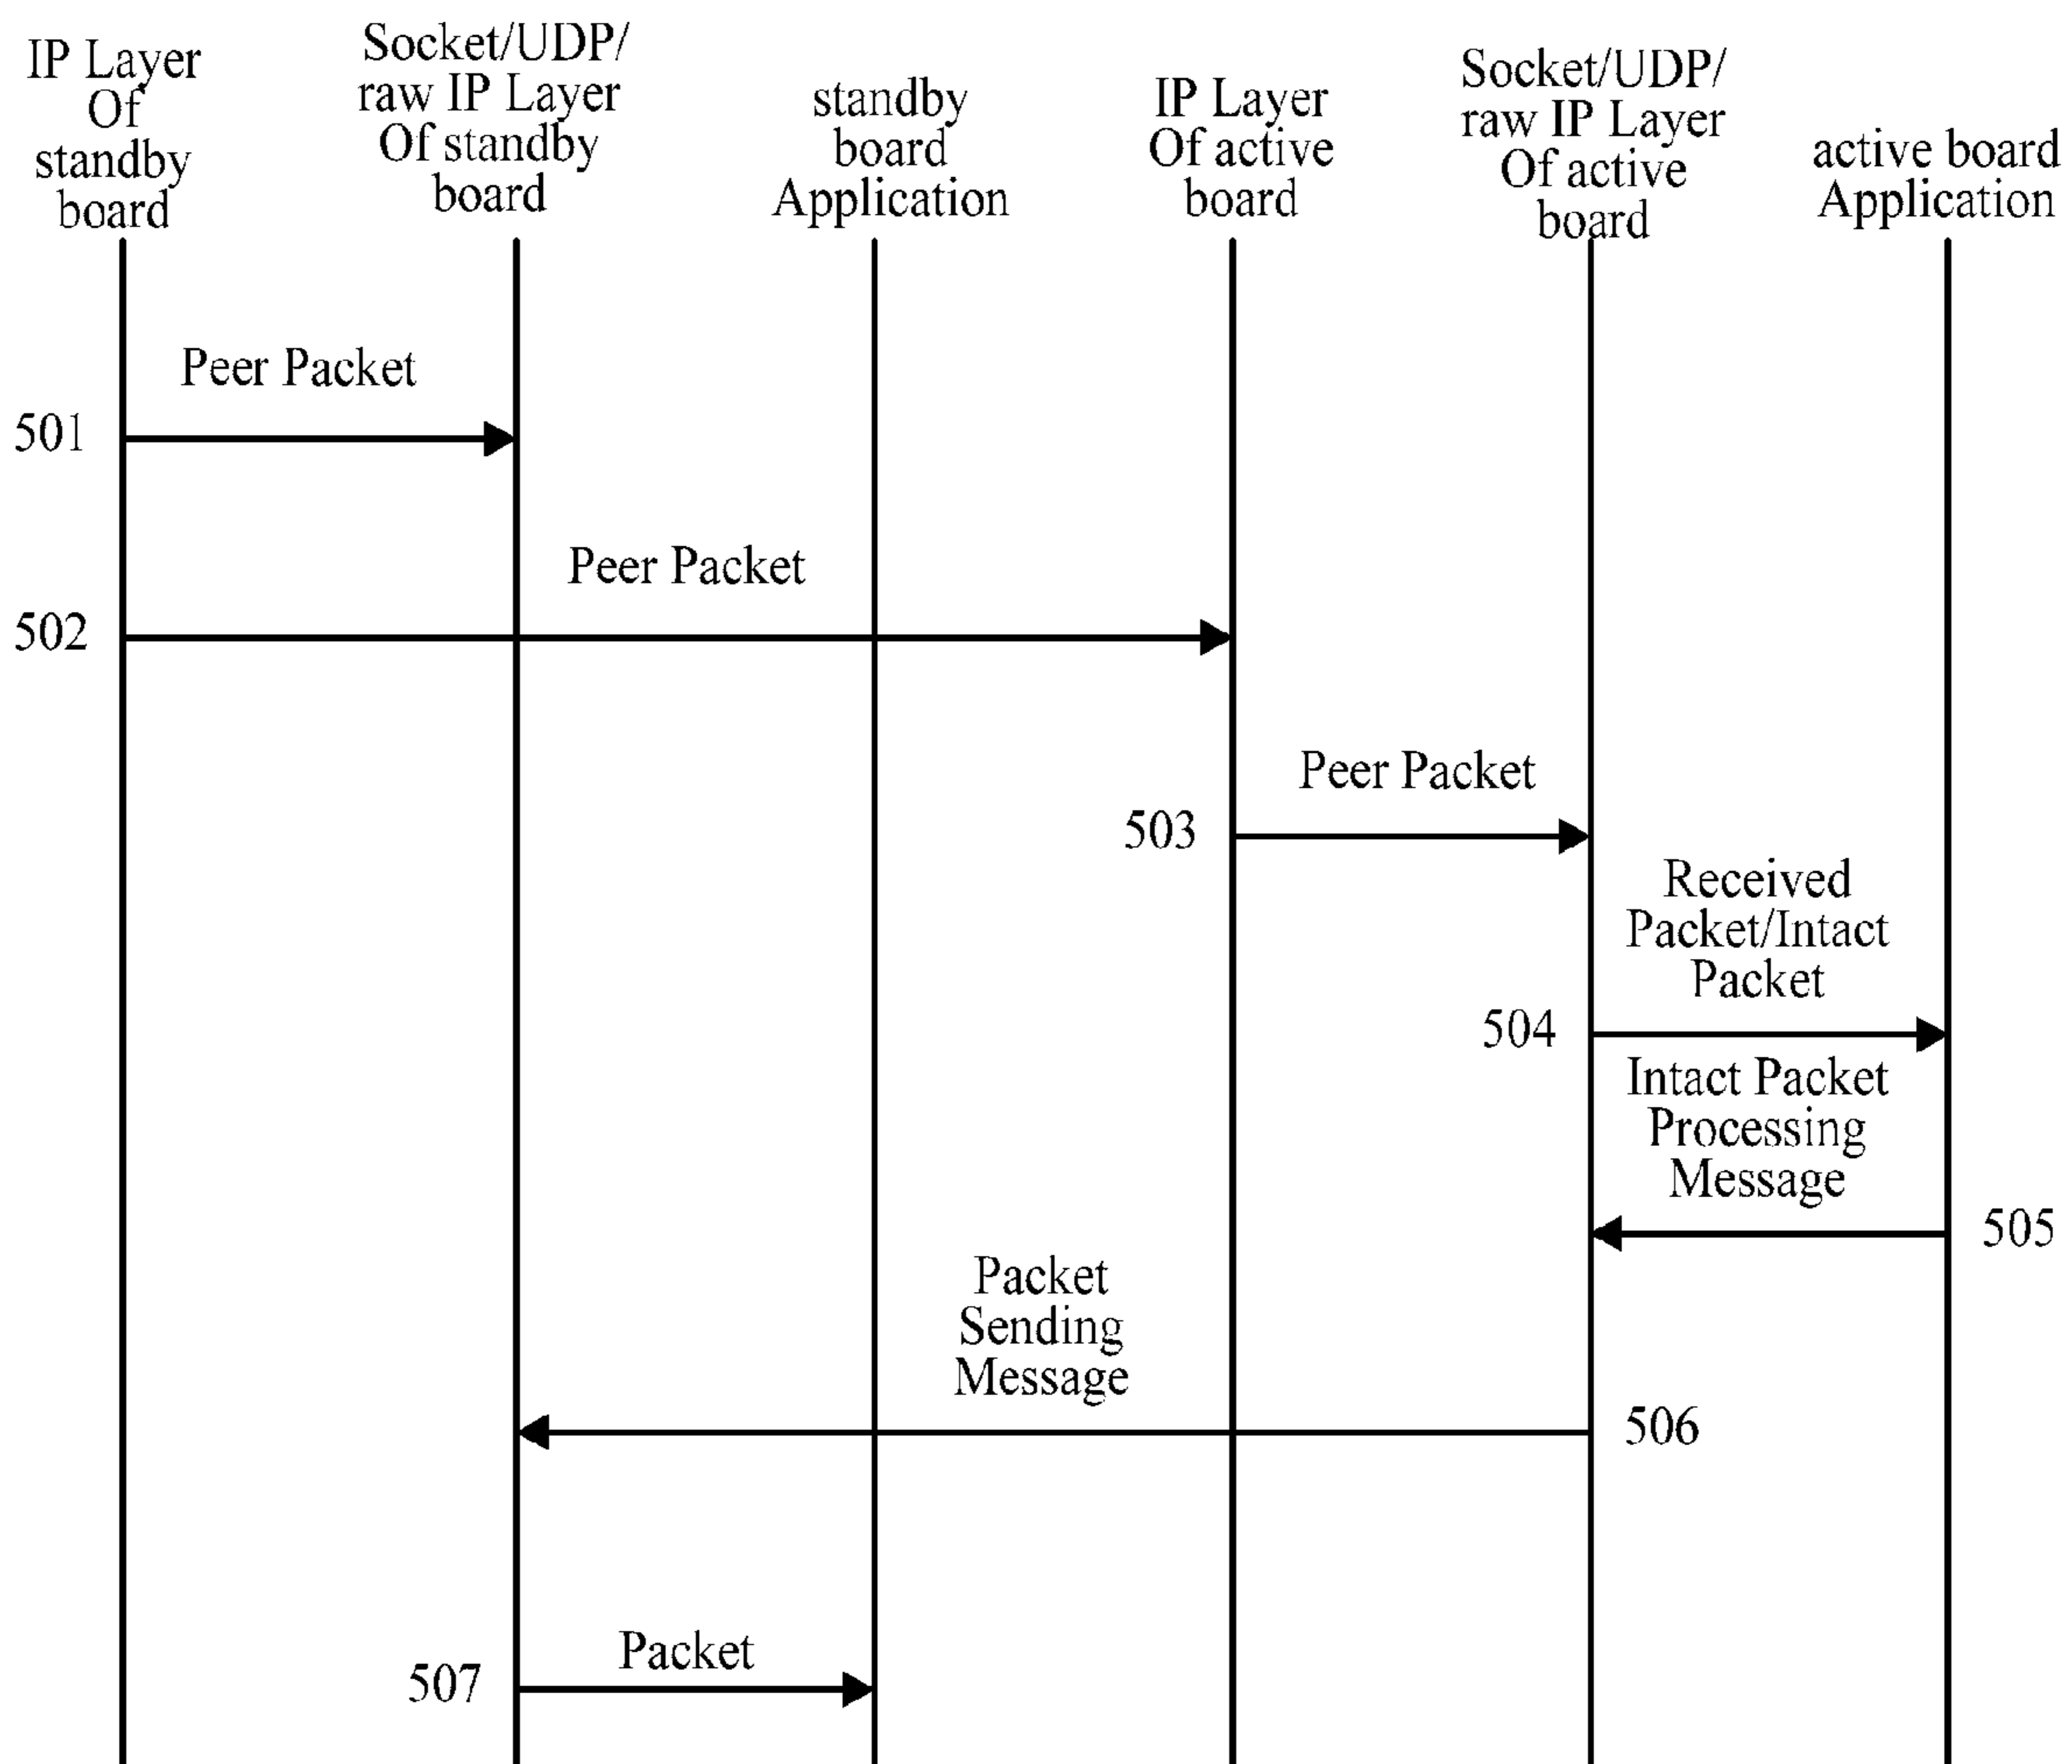 IP Layer
Of
standby
board
Socket/UDP/
raw IP Layer
Of standby
board
standby
board
Application
IP Layer
Of active
board
Socket/UDP/
raw IP Layer
Of active
board
active board
Application
Peer Packet
501
Peer Packet
502
Peer Packet
503
Received
Packet/Intact
Packet
504
Intact Packet
Processing
Message
505
Packet
Sending
Message
506
Packet
507